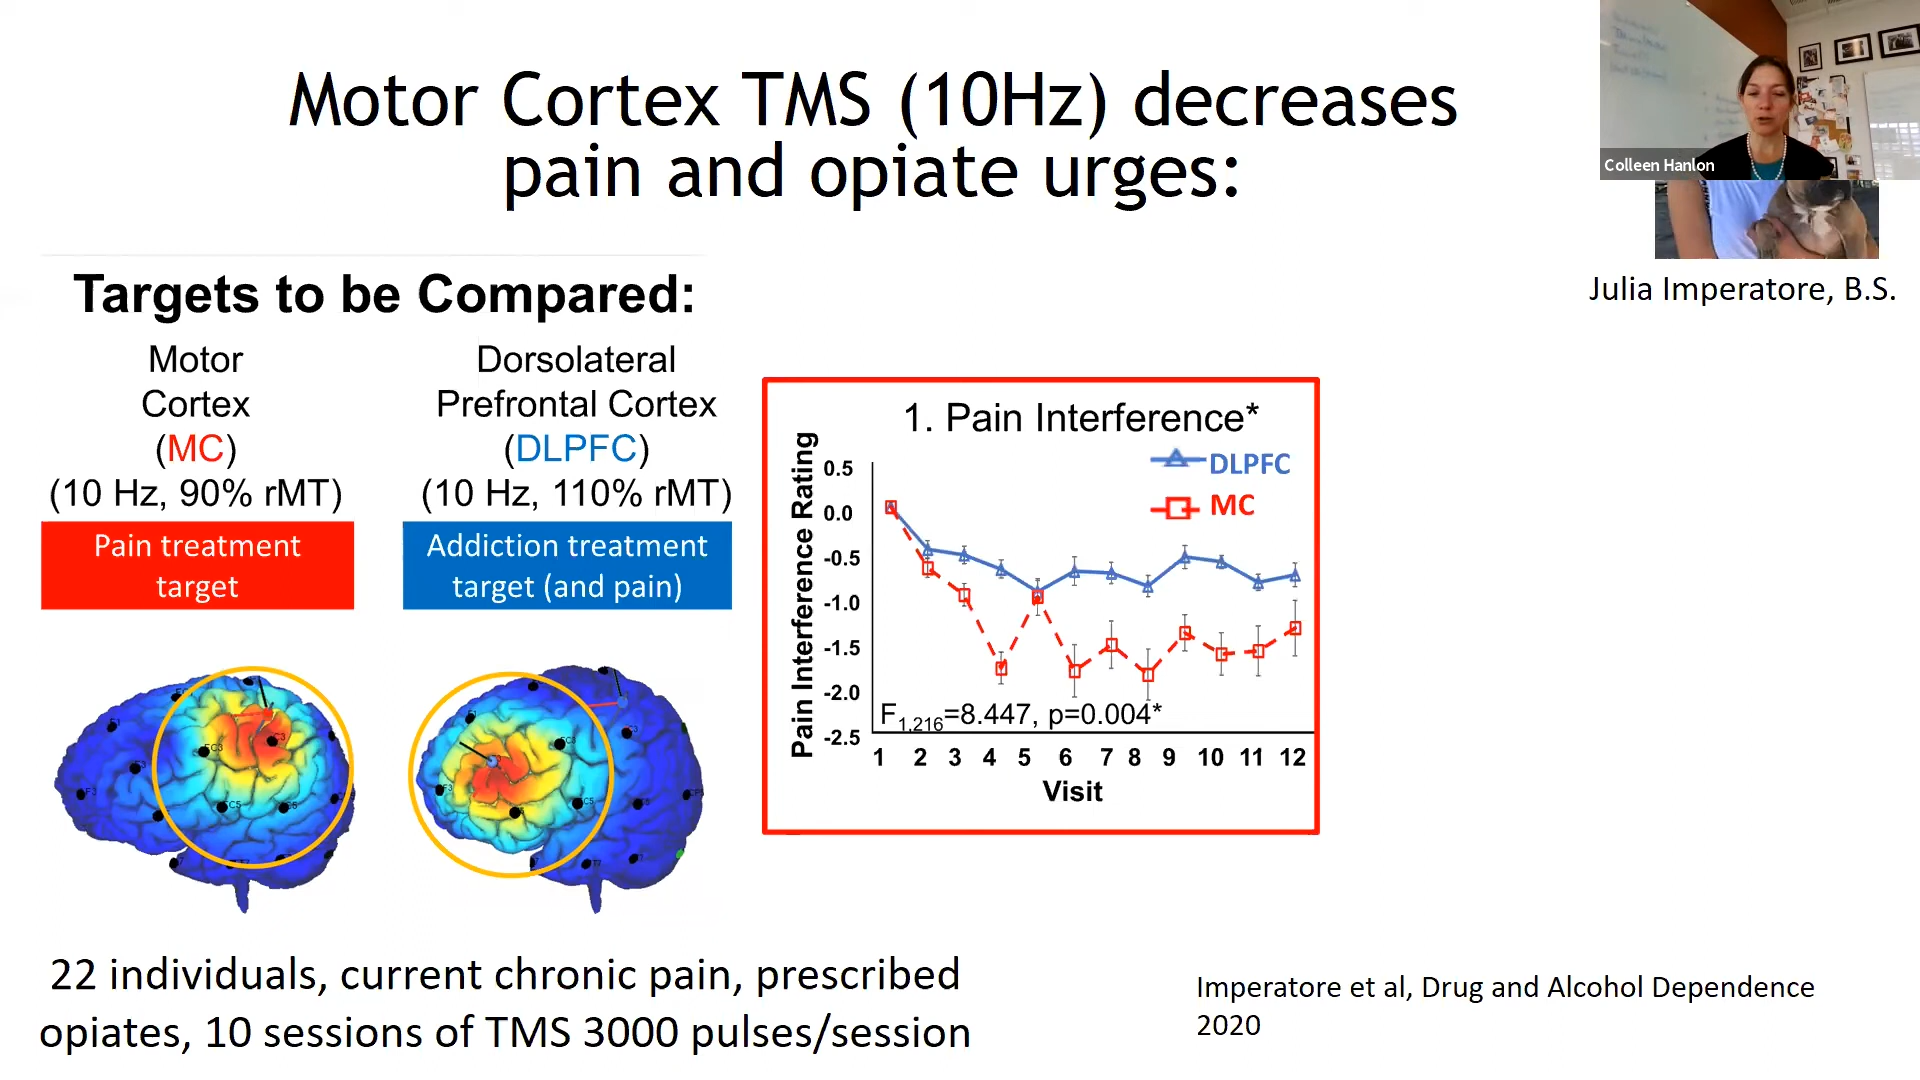 Motor Cortex TMS (10Hz) decreases
pain and opiate urges:
Colleen Hanlon
Julia Imperatore, B.S.
Targets to be Compared:
Motor
Cortex
(MC)
(10 Hz, 90% rMT)
Pain treatment
target
Dorsolateral
Prefrontal Cortex
(DLPFC)
(10 Hz, 110% rMT)
Addiction treatment
target (and pain)
1. Pain Interference*
DLPFC
MC
Pain Interference Rating
0.5
0.0
-0.5
-1.0
-1.5
-2.0
-2.5
F1,216=8.447, p=0.004*
1 2 3 4 5 6 7 8 9 10 11 12
Visit
22 individuals, current chronic pain, prescribed
opiates, 10 sessions of TMS 3000 pulses/session
Imperatore et al, Drug and Alcohol Dependence
2020